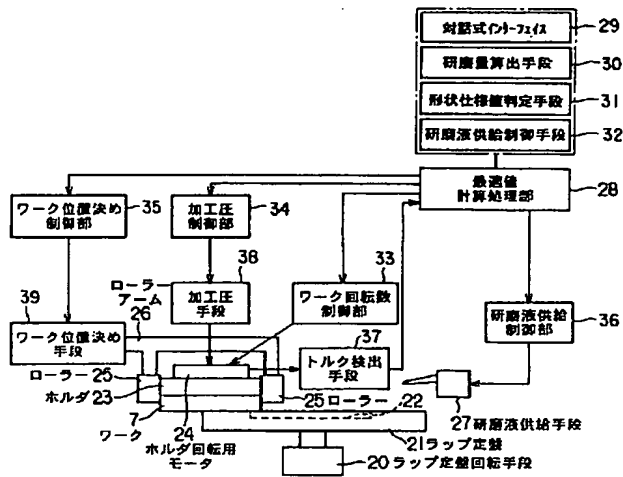 対話式インターフェイス 29
研磨量算出手段 30
形状仕様値判定手段 31
研磨液供給制御手段 32
最適値
計算処理部
28
ワーク位置決め
制御部
35
加工圧
制御部
34
38
33
39
ローラー
アーム
26
加工圧
手段
ワーク回転数
制御部
研磨液供給
制御部
36
ワーク位置決め
手段
37
トルク検出
手段
ローラー 25
ホルダ 23
7
ワーク
24
ホルダ回転用
モータ
25 ローラー
22
27 研磨液供給手段
21 ラップ定盤
20 ラップ定盤回転手段